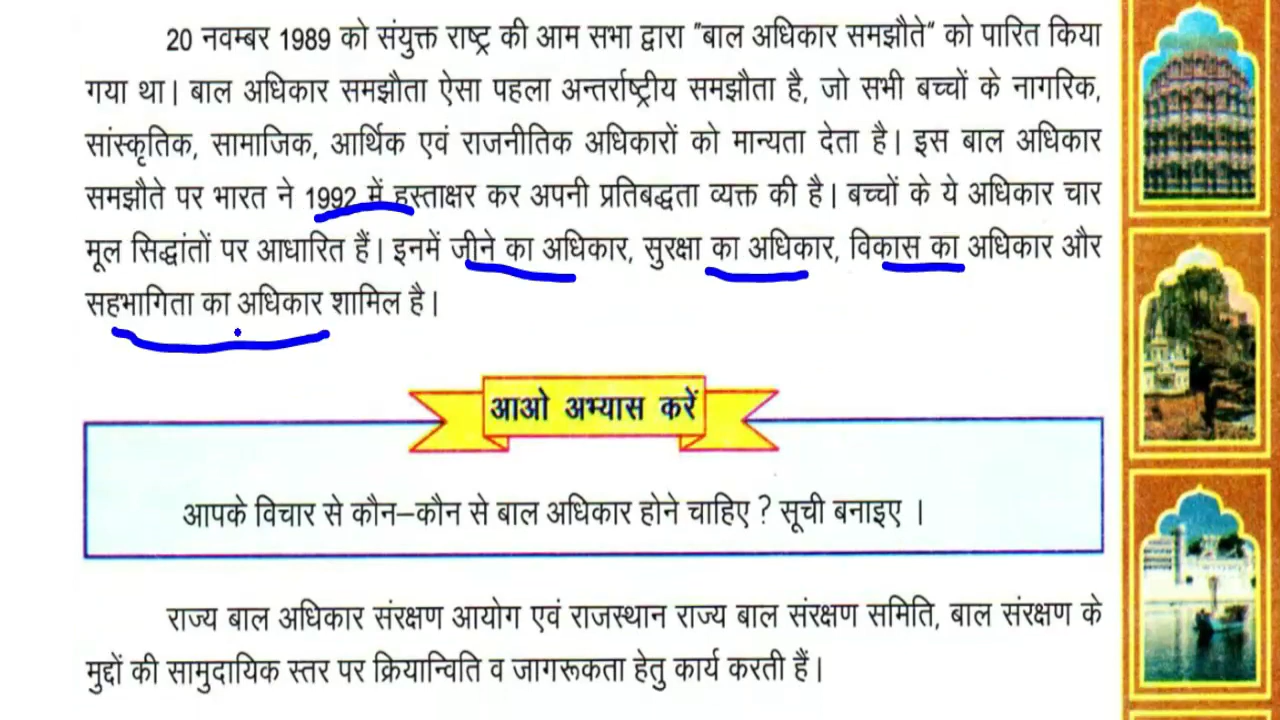 20 नवम्बर 1989 को संयुक्त राष्ट्र की आम सभा द्वारा "बाल अधिकार समझौते" को पारित किया
गया था। बाल अधिकार समझौता ऐसा पहला अन्तर्राष्ट्रीय समझौता है, जो सभी बच्चों के नागरिक,
सांस्कृतिक, सामाजिक, आर्थिक एवं राजनीतिक अधिकारों को मान्यता देता है। इस बाल अधिकार
समझौते पर भारत ने 1992 में हस्ताक्षर कर अपनी प्रतिबद्धता व्यक्त की है। बच्चों के ये अधिकार चार
मूल सिद्धांतों पर आधारित हैं। इनमें जीने का अधिकार, सुरक्षा का अधिकार, विकास का अधिकार और
सहभागिता का अधिकार शामिल है।
आओ अभ्यास करें
आपके विचार से कौन–कौन से बाल अधिकार होने चाहिए ? सूची बनाइए ।
राज्य बाल अधिकार संरक्षण आयोग एवं राजस्थान राज्य बाल संरक्षण समिति, बाल संरक्षण के
मुद्दों की सामुदायिक स्तर पर क्रियान्विति व जागरूकता हेतु कार्य करती हैं।